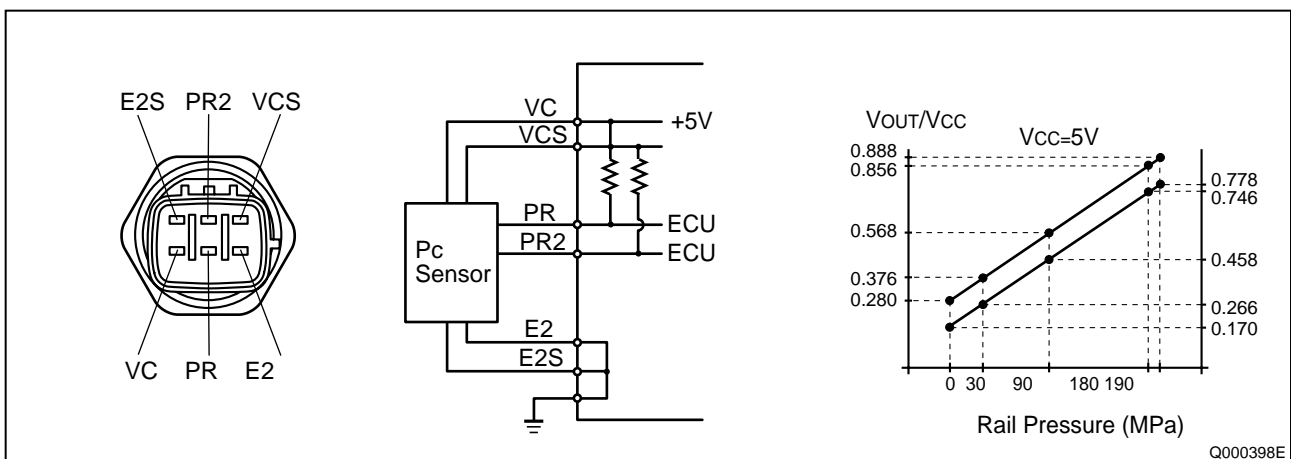 E2S PR2 VCS
VC PR E2
VC
+5V
VCS
PR
ECU
PR2
ECU
Pc
Sensor
E2
E2S
VOUT/VCC
VCC=5V
0.888
0.856
0.568
0.376
0.280
0.778
0.746
0.458
0.266
0.170
0 30 90 180 190
Rail Pressure (MPa)
Q000398E